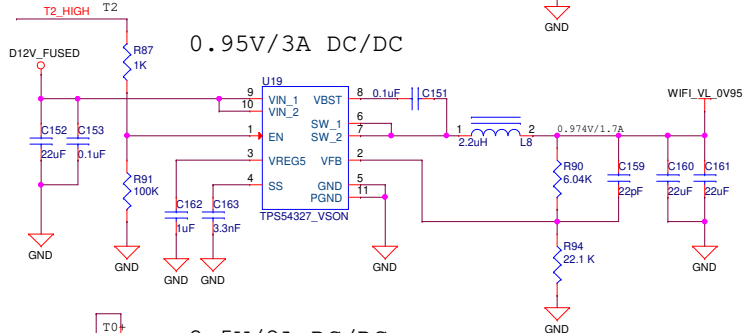 T2_HIGH T2
GND
D12V_FUSED
R87
1K
0.95V/3A DC/DC
U19
9 VIN_1 VBST 8 0.1uF C151
10 VIN_2
WIFI_VL_0V95
C152
22uF
C153
0.1uF
1 EN SW_1 6
SW_2 7
1 2
2.2uH L8
0.974V/1.7A
3 VREG5 VFB 2
4 SS GND 5
PGND 11
TPS54327_VSON
R91
100K
C162
1uF
C163
3.3nF
R90
6.04K
C159
22pF
C160
22uF
C161
22uF
GND
GND
GND
GND
GND
GND
R94
22.1 K
GND
T0+